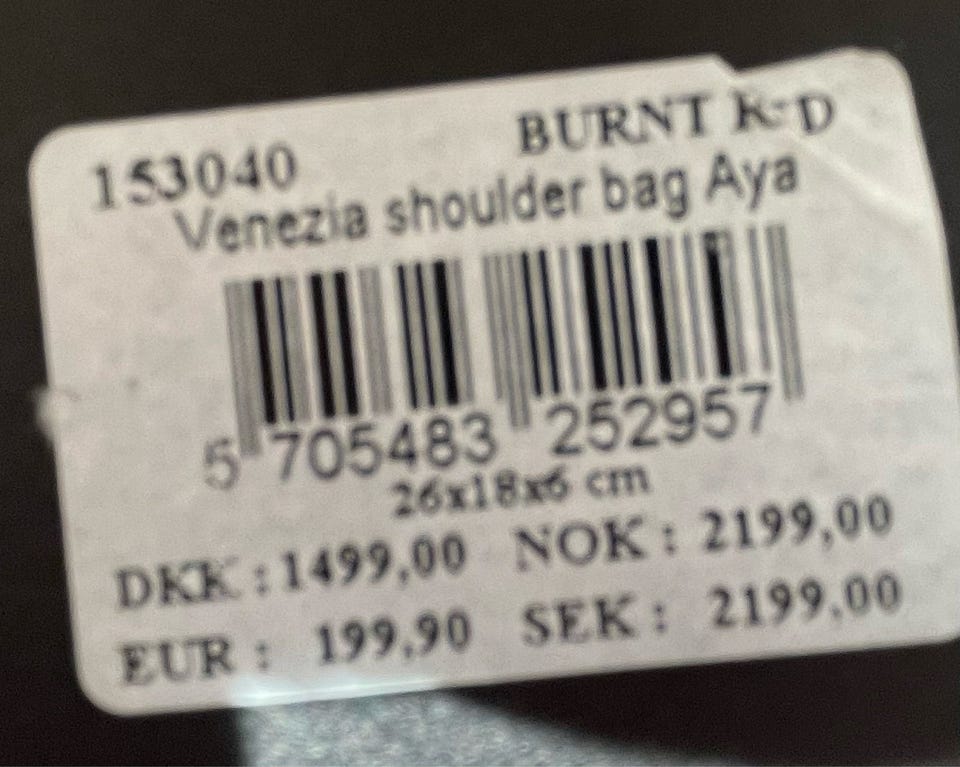 153040 BURNT RED
Venezia shoulder bag Aya
5 705483 252957
26x18x6 cm
DKK : 1499,00 NOK : 2199,00
EUR : 199,90 SEK : 2199,00